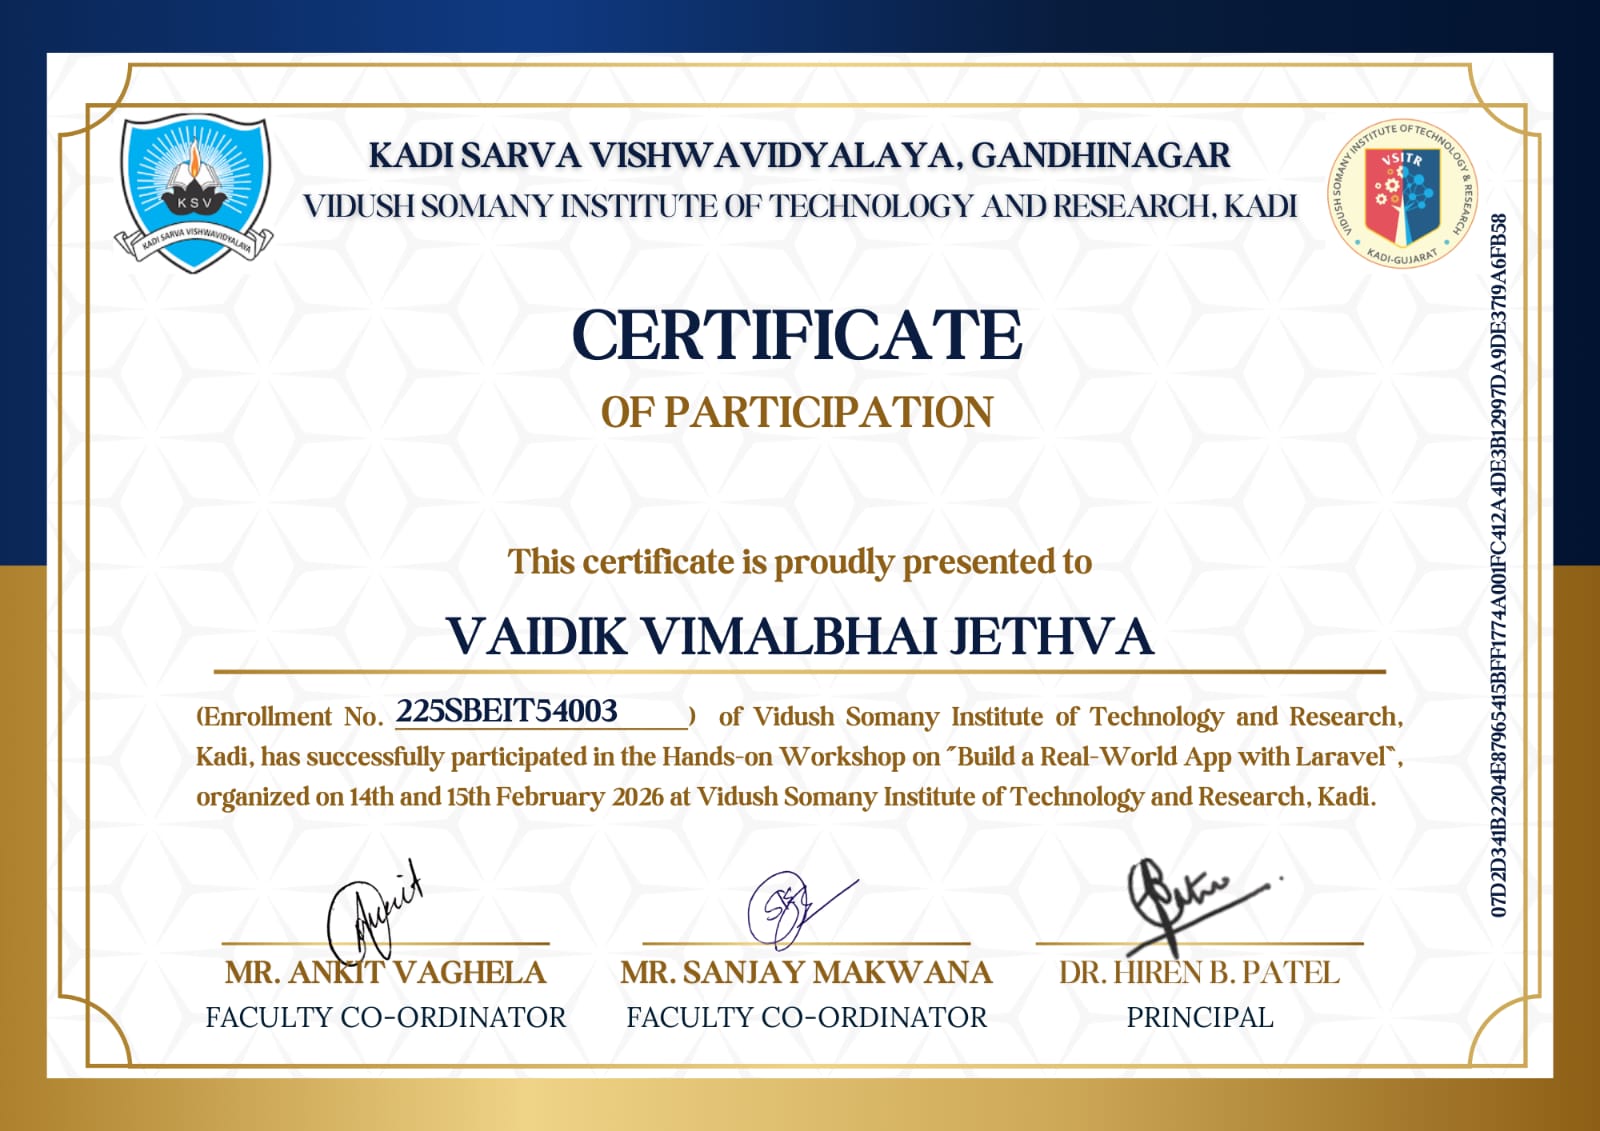 KADI SARVA VISHWAVIDYALAYA, GANDHINAGAR
VIDUSH SOMANY INSTITUTE OF TECHNOLOGY AND RESEARCH, KADI
KSV
KADI SARVA VISHWAVIDYALAYA
VIDUSH SOMANY INSTITUTE OF TECHNOLOGY & RESEARCH
VSITR
KADI-GUJARAT
CERTIFICATE
OF PARTICIPATION
This certificate is proudly presented to
VAIDIK VIMALBHAI JETHVA
(Enrollment No. 225SBEIT54003) of Vidush Somany Institute of Technology and Research,
Kadi, has successfully participated in the Hands-on Workshop on "Build a Real-World App with Laravel",
organized on 14th and 15th February 2026 at Vidush Somany Institute of Technology and Research, Kadi.
Ankit
MR. ANKIT VAGHELA
FACULTY CO-ORDINATOR
MR. SANJAY MAKWANA
FACULTY CO-ORDINATOR
DR. HIREN B. PATEL
PRINCIPAL
07D2D341B2204E87965415BFF1774A001FC412A4DE3B12997DA9DE3719A6FB58